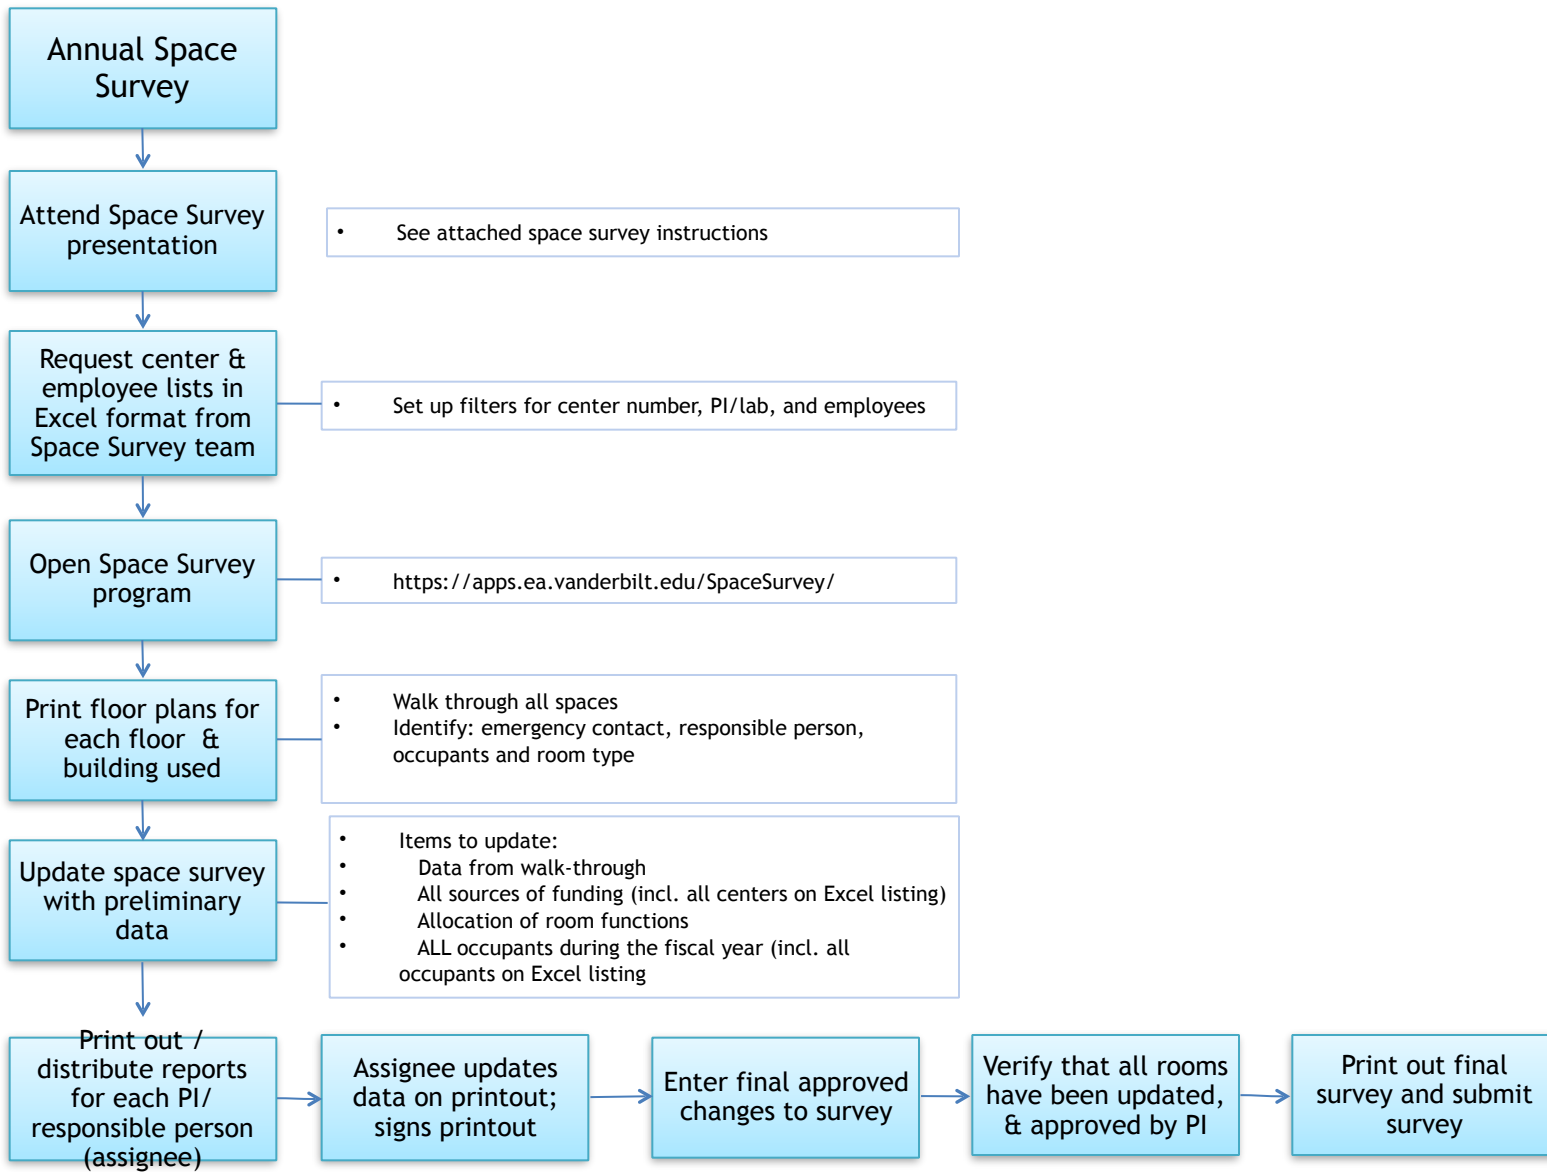 Annual Space
Survey
Attend Space Survey
presentation
• See attached space survey instructions
Request center &
employee lists in
Excel format from
Space Survey team
• Set up filters for center number, PI/lab, and employees
Open Space Survey
program
• https://apps.ea.vanderbilt.edu/SpaceSurvey/
Print floor plans for
each floor &
building used
• Walk through all spaces
• Identify: emergency contact, responsible person,
occupants and room type
Update space survey
with preliminary
data
• Items to update:
• Data from walk-through
• All sources of funding (incl. all centers on Excel listing)
• Allocation of room functions
• ALL occupants during the fiscal year (incl. all
occupants on Excel listing
Print out /
distribute reports
for each PI/
responsible person
(assignee)
Assignee updates
data on printout;
signs printout
Enter final approved
changes to survey
Verify that all rooms
have been updated,
& approved by PI
Print out final
survey and submit
survey